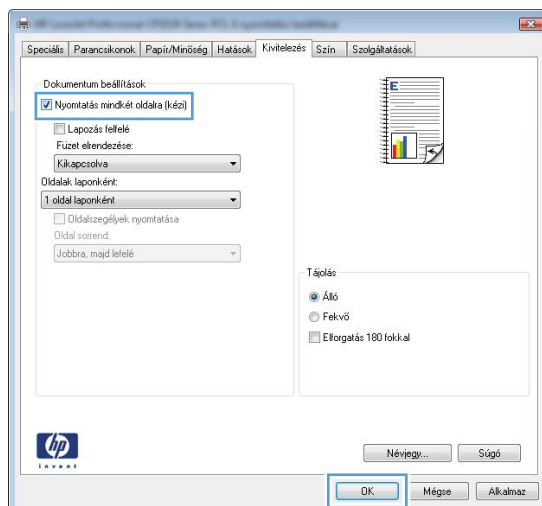 Speciális Parancsikonok Papír/Minőség Hatások Kivitelezés Szín Szolgáltatások
Dokumentum beállítások
Nyomtatás mindkét oldalra (kézi)
Lapozás felfelé
Füzet elrendezése:
Kikapcsolva
Oldalak laponként:
1 oldal laponként
Oldalszegélyek nyomtatása
Oldal sorrend:
Jobbra, majd lefelé
E
Tájolás
Álló
Fekvő
Elforgatás 180 fokkal
hp
invent
Névjegy... Súgó
OK Mégse Alkalmaz